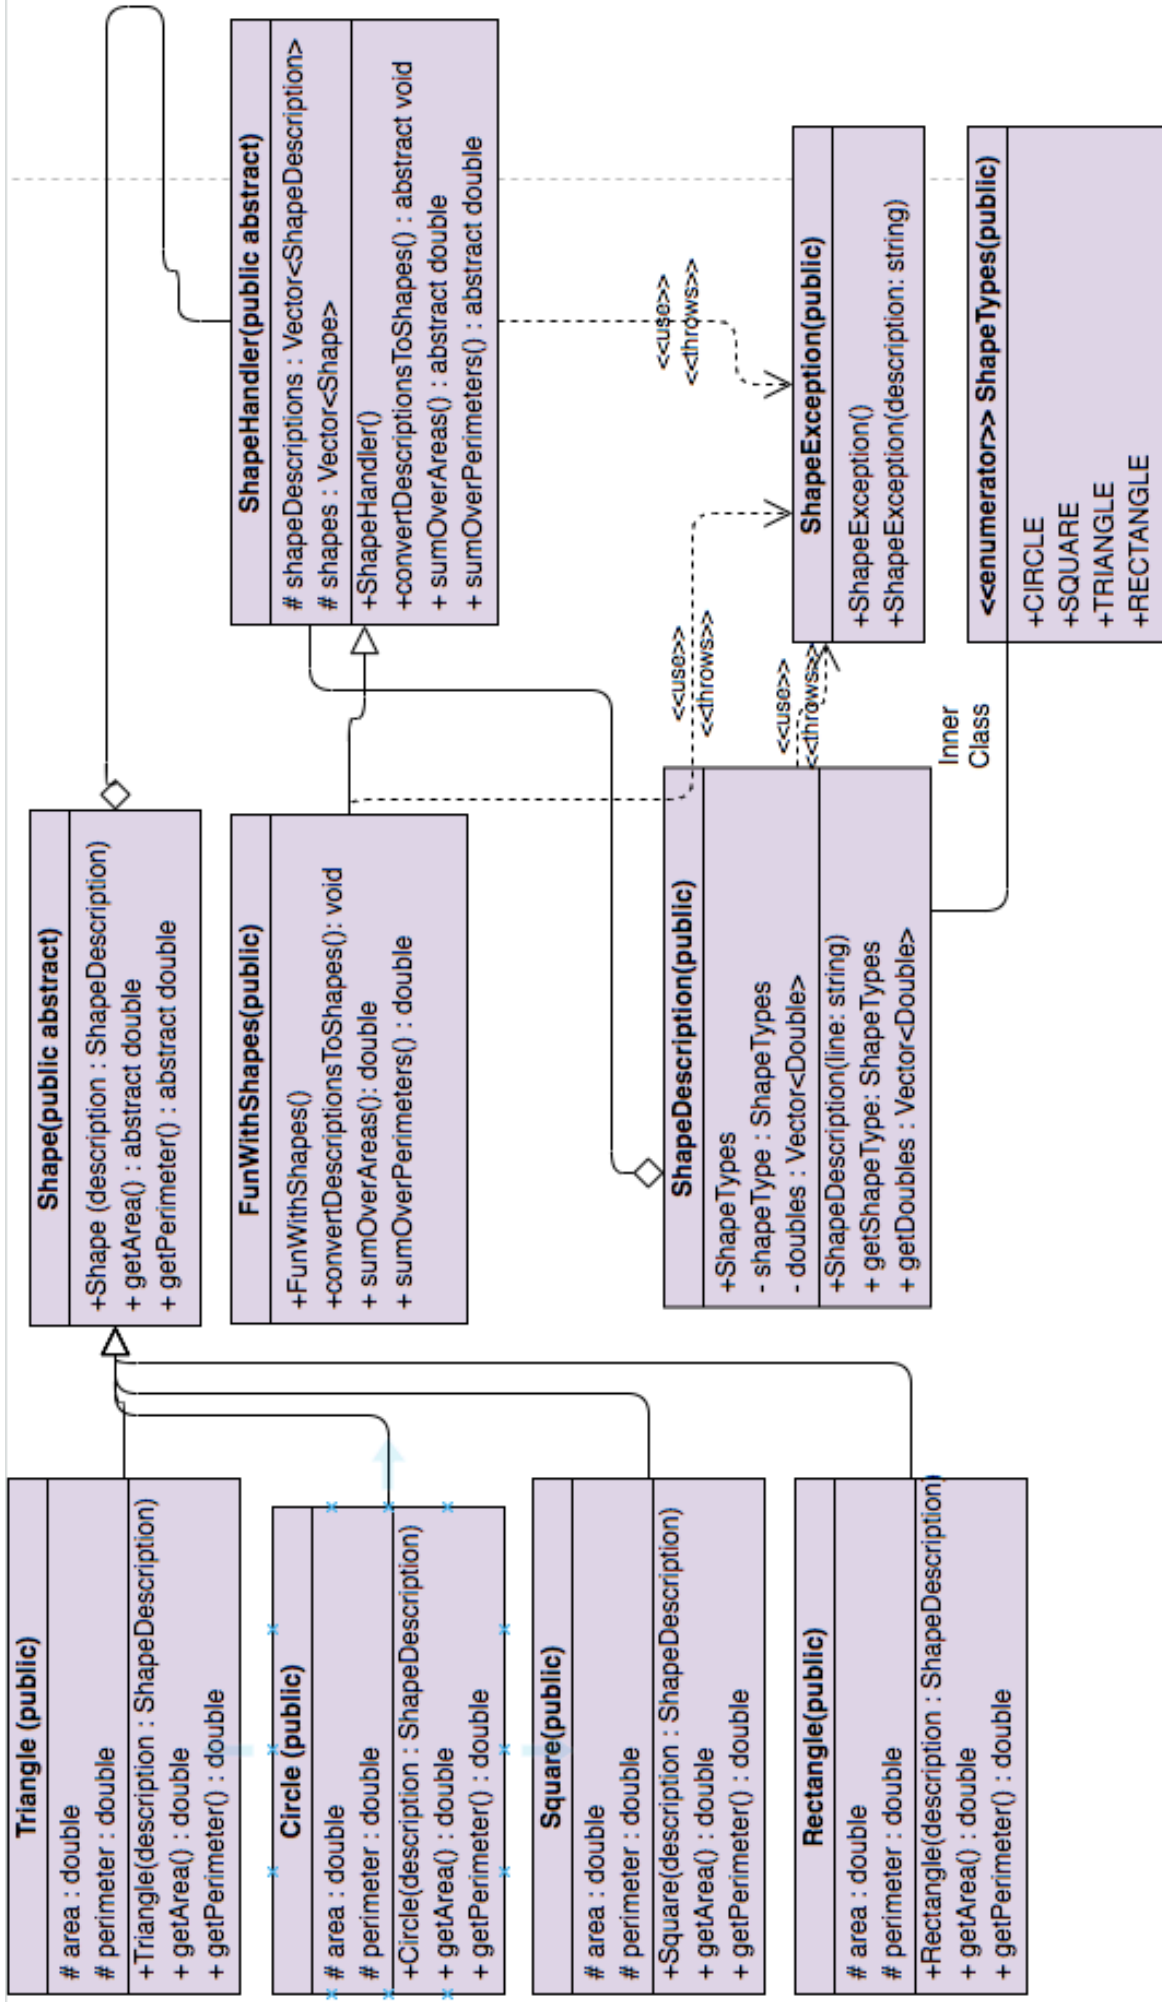 Triangle (public)
# area : double
# perimeter : double
+Triangle(description : ShapeDescription)
+ getArea() : double
+ getPerimeter() : double
Circle (public)
# area : double
# perimeter : double
+Circle(description : ShapeDescription)
+ getArea() : double
+ getPerimeter() : double
Square(public)
# area : double
# perimeter : double
+Square(description : ShapeDescription)
+ getArea() : double
+ getPerimeter() : double
Rectangle(public)
# area : double
# perimeter : double
+Rectangle(description : ShapeDescription)
+ getArea() : double
+ getPerimeter() : double
Shape(public abstract)
+Shape (description : ShapeDescription)
+ getArea() : abstract double
+ getPerimeter() : abstract double
FunWithShapes(public)
+FunWithShapes()
+convertDescriptionsToShapes(): void
+ sumOverAreas(): double
+ sumOverPerimeters() : double
ShapeDescription(public)
+ShapeTypes
- shapeType : ShapeTypes
- doubles : Vector<Double>
+ShapeDescription(line: string)
+ getShapeType: ShapeTypes
+ getDoubles : Vector<Double>
ShapeHandler(public abstract)
# shapeDescriptions : Vector<ShapeDescription>
# shapes : Vector<Shape>
+ShapeHandler()
+convertDescriptionsToShapes() : abstract void
+ sumOverAreas() : abstract double
+ sumOverPerimeters() : abstract double
<<use>>
<<throws>>
<<use>>
<<throws>>
<<use>>
<<throws>>
ShapeException(public)
+ShapeException()
+ShapeException(description: string)
Inner
Class
<<enumerator>> ShapeTypes(public)
+CIRCLE
+SQUARE
+TRIANGLE
+RECTANGLE